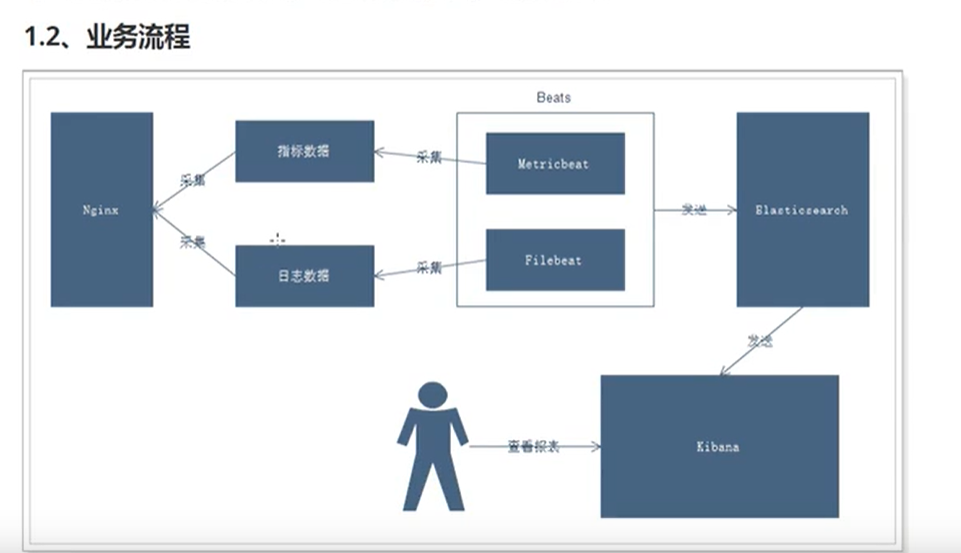 1.2、业务流程
Beats
Nginx
采集
采集
指标数据
日志数据
采集
采集
Metricbeat
Filebeat
发送
Elasticsearch
发送
查看报表
Kibana